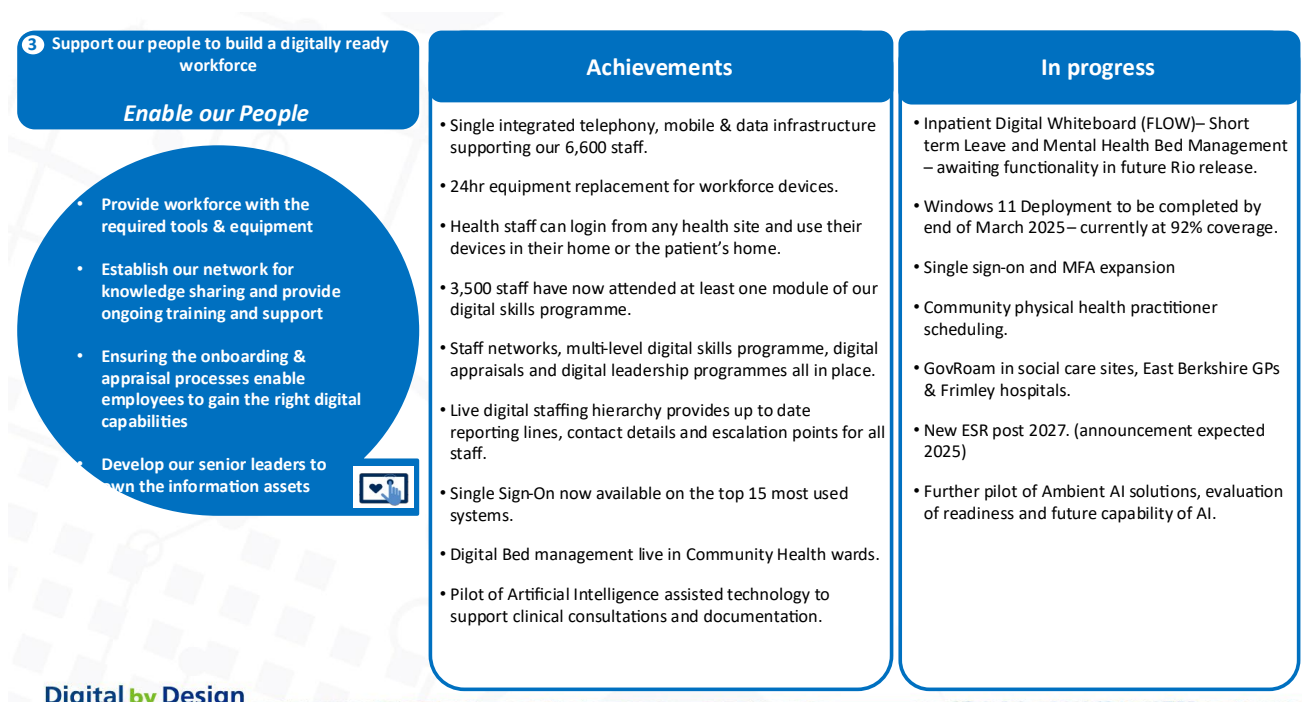 3 Support our people to build a digitally ready
workforce
Enable our People
• Provide workforce with the
required tools & equipment
• Establish our network for
knowledge sharing and provide
ongoing training and support
• Ensuring the onboarding &
appraisal processes enable
employees to gain the right digital
capabilities
• Develop our senior leaders to
own the information assets
Achievements
• Single integrated telephony, mobile & data infrastructure
supporting our 6,600 staff.
• 24hr equipment replacement for workforce devices.
• Health staff can login from any health site and use their
devices in their home or the patient’s home.
• 3,500 staff have now attended at least one module of our
digital skills programme.
• Staff networks, multi-level digital skills programme, digital
appraisals and digital leadership programmes all in place.
• Live digital staffing hierarchy provides up to date
reporting lines, contact details and escalation points for all
staff.
• Single Sign-On now available on the top 15 most used
systems.
• Digital Bed management live in Community Health wards.
• Pilot of Artificial Intelligence assisted technology to
support clinical consultations and documentation.
In progress
• Inpatient Digital Whiteboard (FLOW)– Short
term Leave and Mental Health Bed Management
– awaiting functionality in future Rio release.
• Windows 11 Deployment to be completed by
end of March 2025– currently at 92% coverage.
• Single sign-on and MFA expansion
• Community physical health practitioner
scheduling.
• GovRoam in social care sites, East Berkshire GPs
& Frimley hospitals.
• New ESR post 2027. (announcement expected
2025)
• Further pilot of Ambient AI solutions, evaluation
of readiness and future capability of AI.
Digital by Design